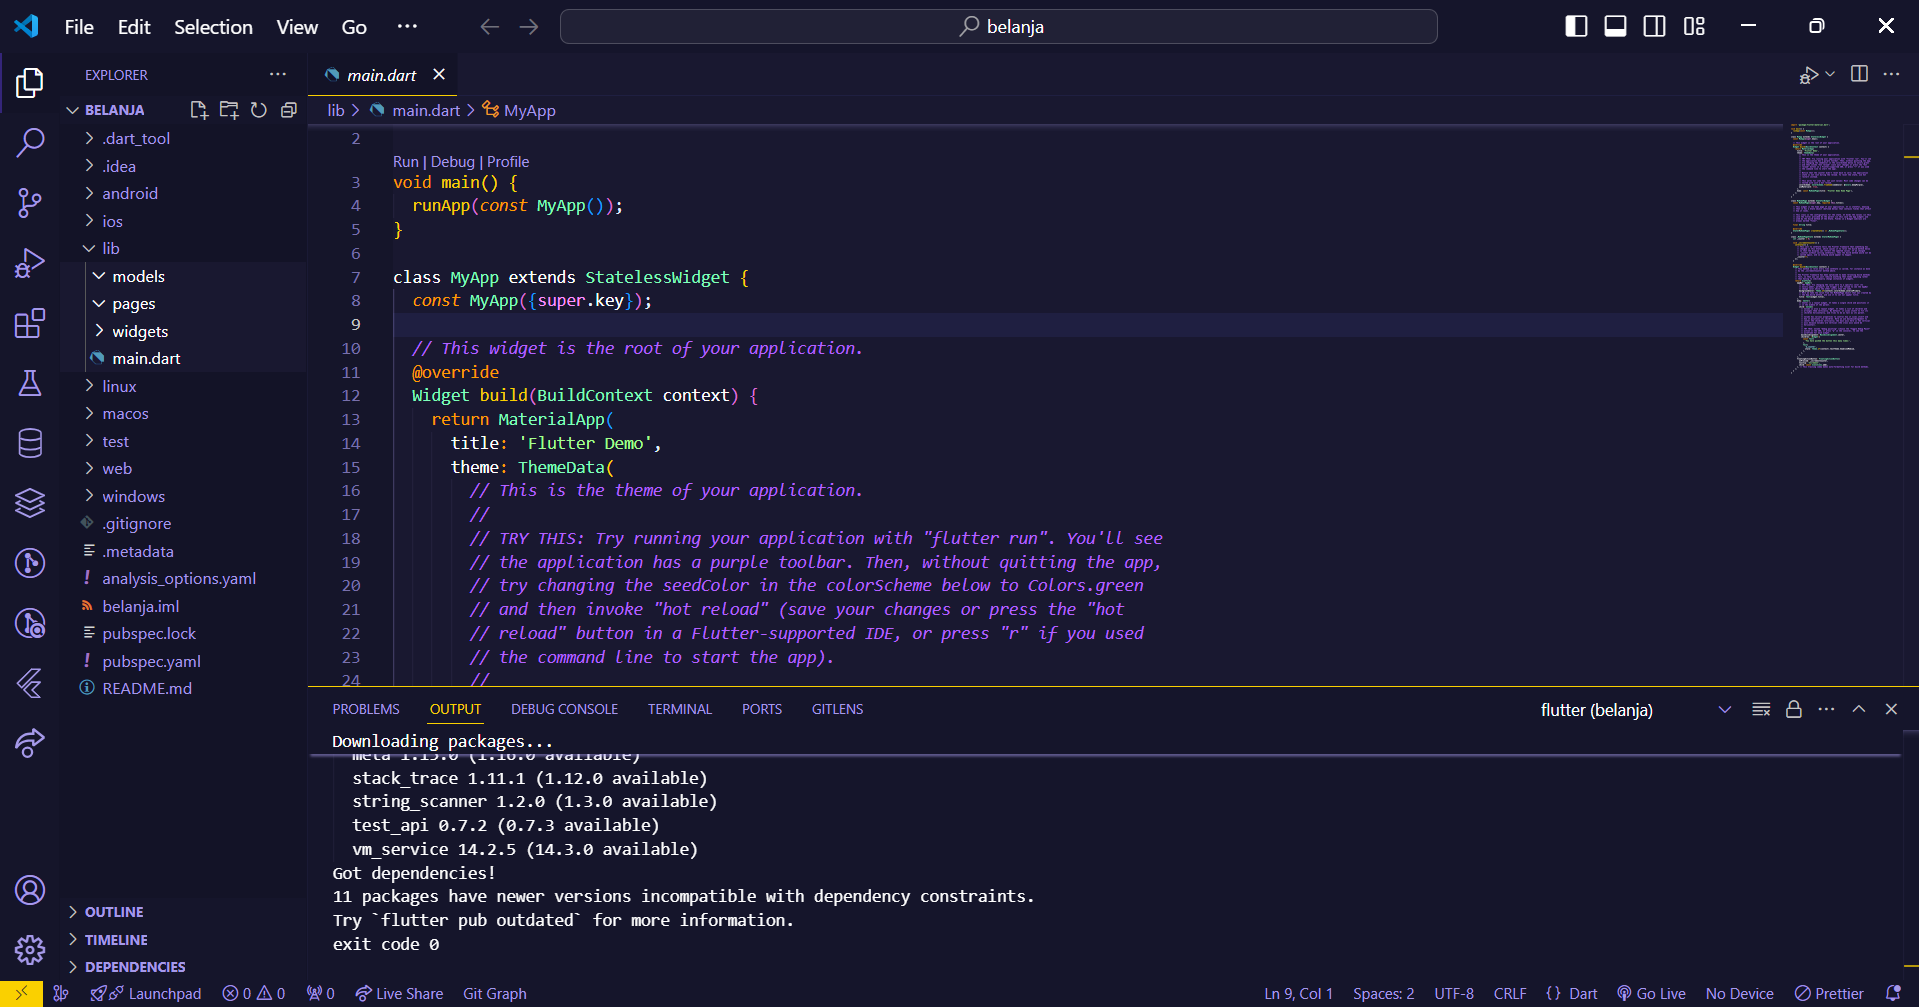 File Edit Selection View Go ···
belanja
EXPLORER
BELANJA
.dart_tool
.idea
android
ios
lib
models
pages
widgets
main.dart
linux
macos
test
web
windows
.gitignore
.metadata
analysis_options.yaml
belanja.iml
pubspec.lock
pubspec.yaml
README.md
OUTLINE
TIMELINE
DEPENDENCIES
main.dart
lib > main.dart > MyApp
2
Run | Debug | Profile
3 void main() {
4 runApp(const MyApp());
5 }
6
7 class MyApp extends StatelessWidget {
8 const MyApp({super.key});
9
10 // This widget is the root of your application.
11 @override
12 Widget build(BuildContext context) {
13 return MaterialApp(
14 title: 'Flutter Demo',
15 theme: ThemeData(
16 // This is the theme of your application.
17 //
18 // TRY THIS: Try running your application with "flutter run". You'll see
19 // the application has a purple toolbar. Then, without quitting the app,
20 // try changing the seedColor in the colorScheme below to Colors.green
21 // and then invoke "hot reload" (save your changes or press the "hot
22 // reload" button in a Flutter-supported IDE, or press "r" if you used
23 // the command line to start the app).
24 //
PROBLEMS OUTPUT DEBUG CONSOLE TERMINAL PORTS GITLENS
flutter (belanja)
Downloading packages...
meta 1.15.0 (1.16.0 available)
stack_trace 1.11.1 (1.12.0 available)
string_scanner 1.2.0 (1.3.0 available)
test_api 0.7.2 (0.7.3 available)
vm_service 14.2.5 (14.3.0 available)
Got dependencies!
11 packages have newer versions incompatible with dependency constraints.
Try `flutter pub outdated` for more information.
exit code 0
Launchpad 0 0 0 Live Share Git Graph
Ln 9, Col 1 Spaces: 2 UTF-8 CRLF {} Dart Go Live No Device Prettier